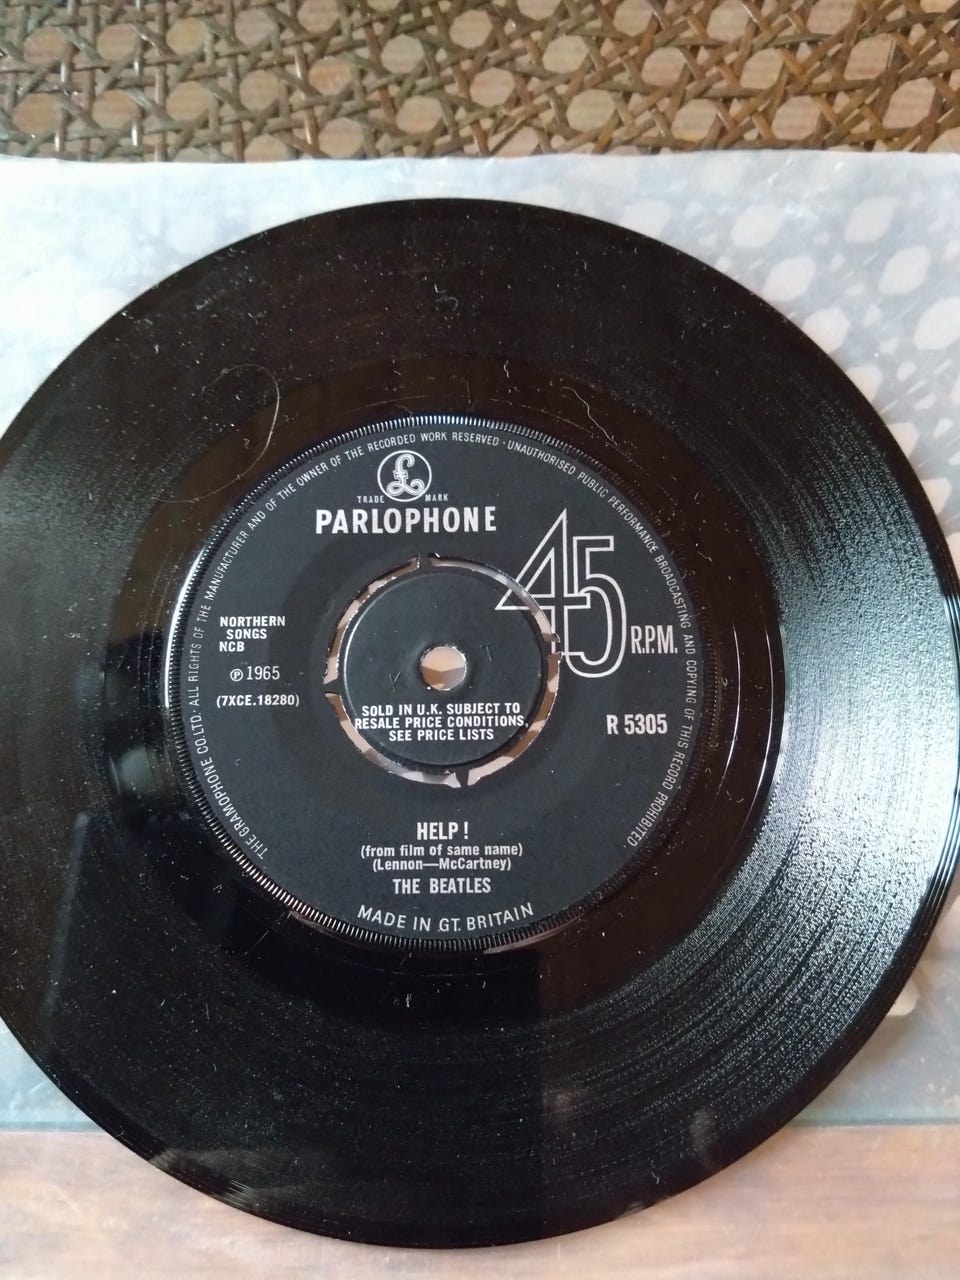 THE GRAMOPHONE CO.LTD. ALL RIGHTS OF THE MANUFACTURER AND OF THE OWNER OF THE RECORDED WORK RESERVED · UNAUTHORISED PUBLIC PERFORMANCE BROADCASTING AND COPYING OF THIS RECORD PROHIBITED.
£
TRADE MARK
PARLOPHONE
45 R.P.M.
NORTHERN
SONGS
NCB
℗ 1965
(7XCE.18280)
K T
SOLD IN U.K. SUBJECT TO
RESALE PRICE CONDITIONS,
SEE PRICE LISTS
R 5305
HELP!
(from film of same name)
(Lennon—McCartney)
THE BEATLES
MADE IN GT. BRITAIN